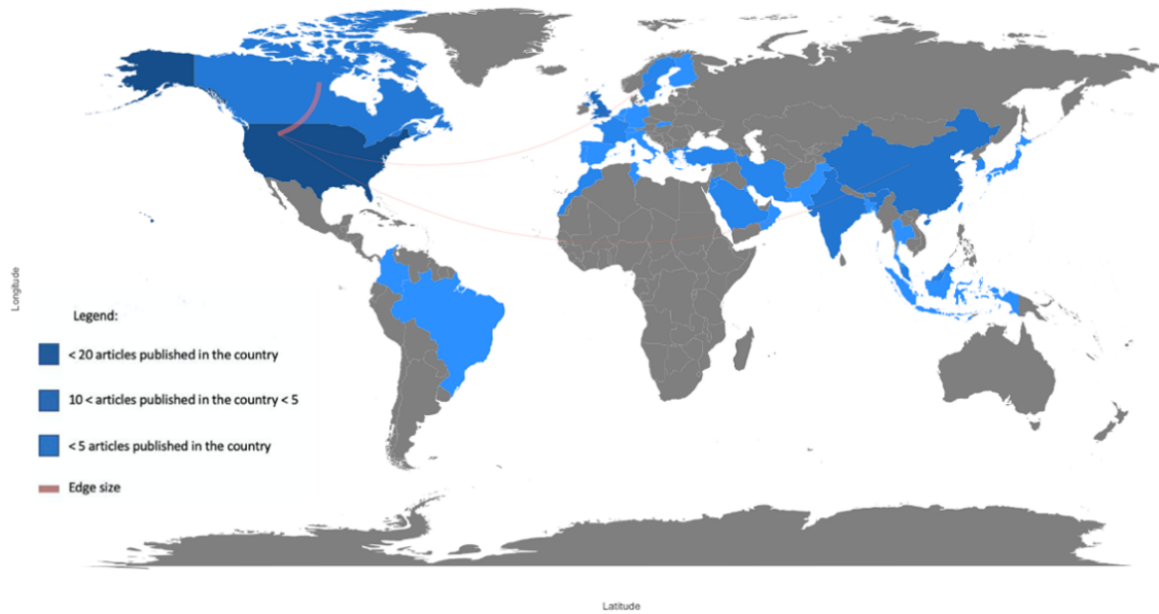 Longitude
Legend:
< 20 articles published in the country
10 < articles published in the country < 5
< 5 articles published in the country
Edge size
Latitude